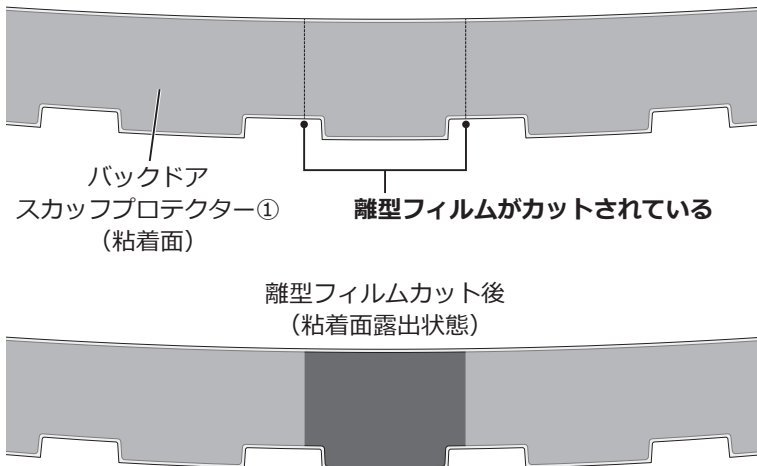 バックドア
スカッフプロテクター①
（粘着面）
離型フィルムがカットされている
離型フィルムカット後
（粘着面露出状態）